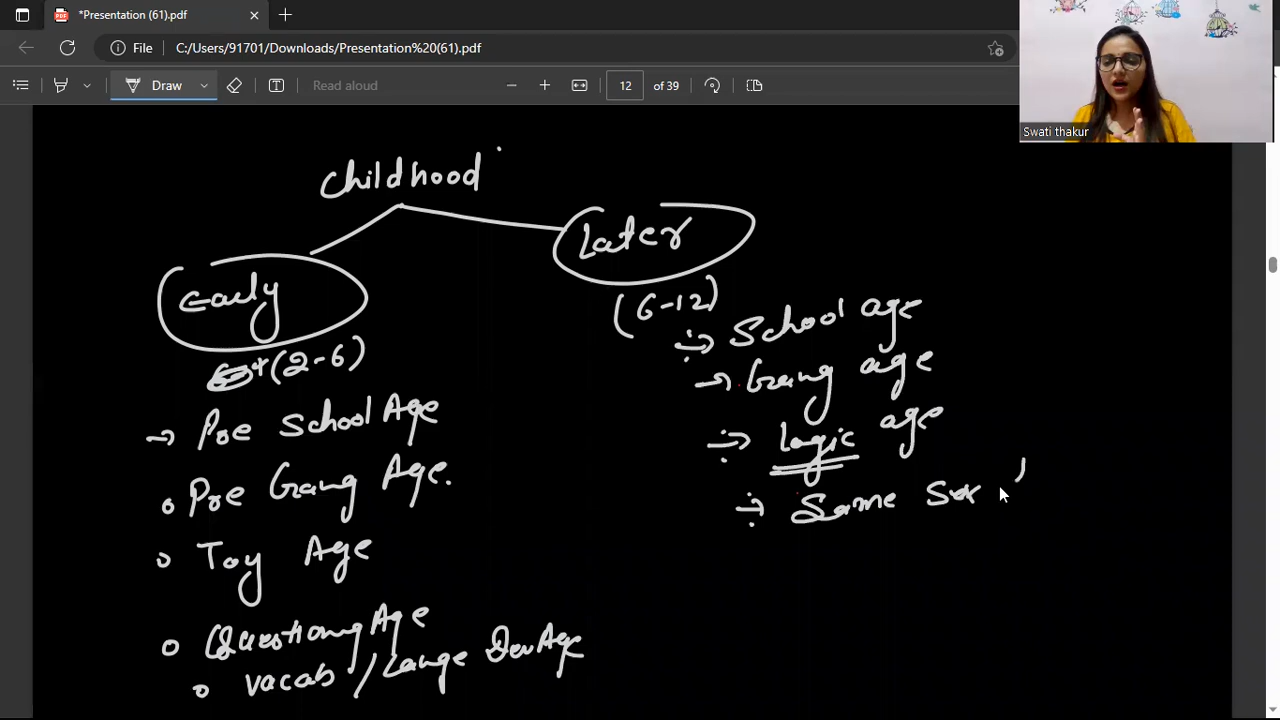 *Presentation (61).pdf
File C:/Users/91701/Downloads/Presentation%20(61).pdf
Draw Read aloud 12 of 39
Swati thakur
Childhood
Early
(2-6)
→ Pre School Age
Pre Gang Age.
Toy Age
Questioning Age
Vocab / Lange Dev Age
Later
(6-12)
School age
Gang age
Logic age
Same Sex